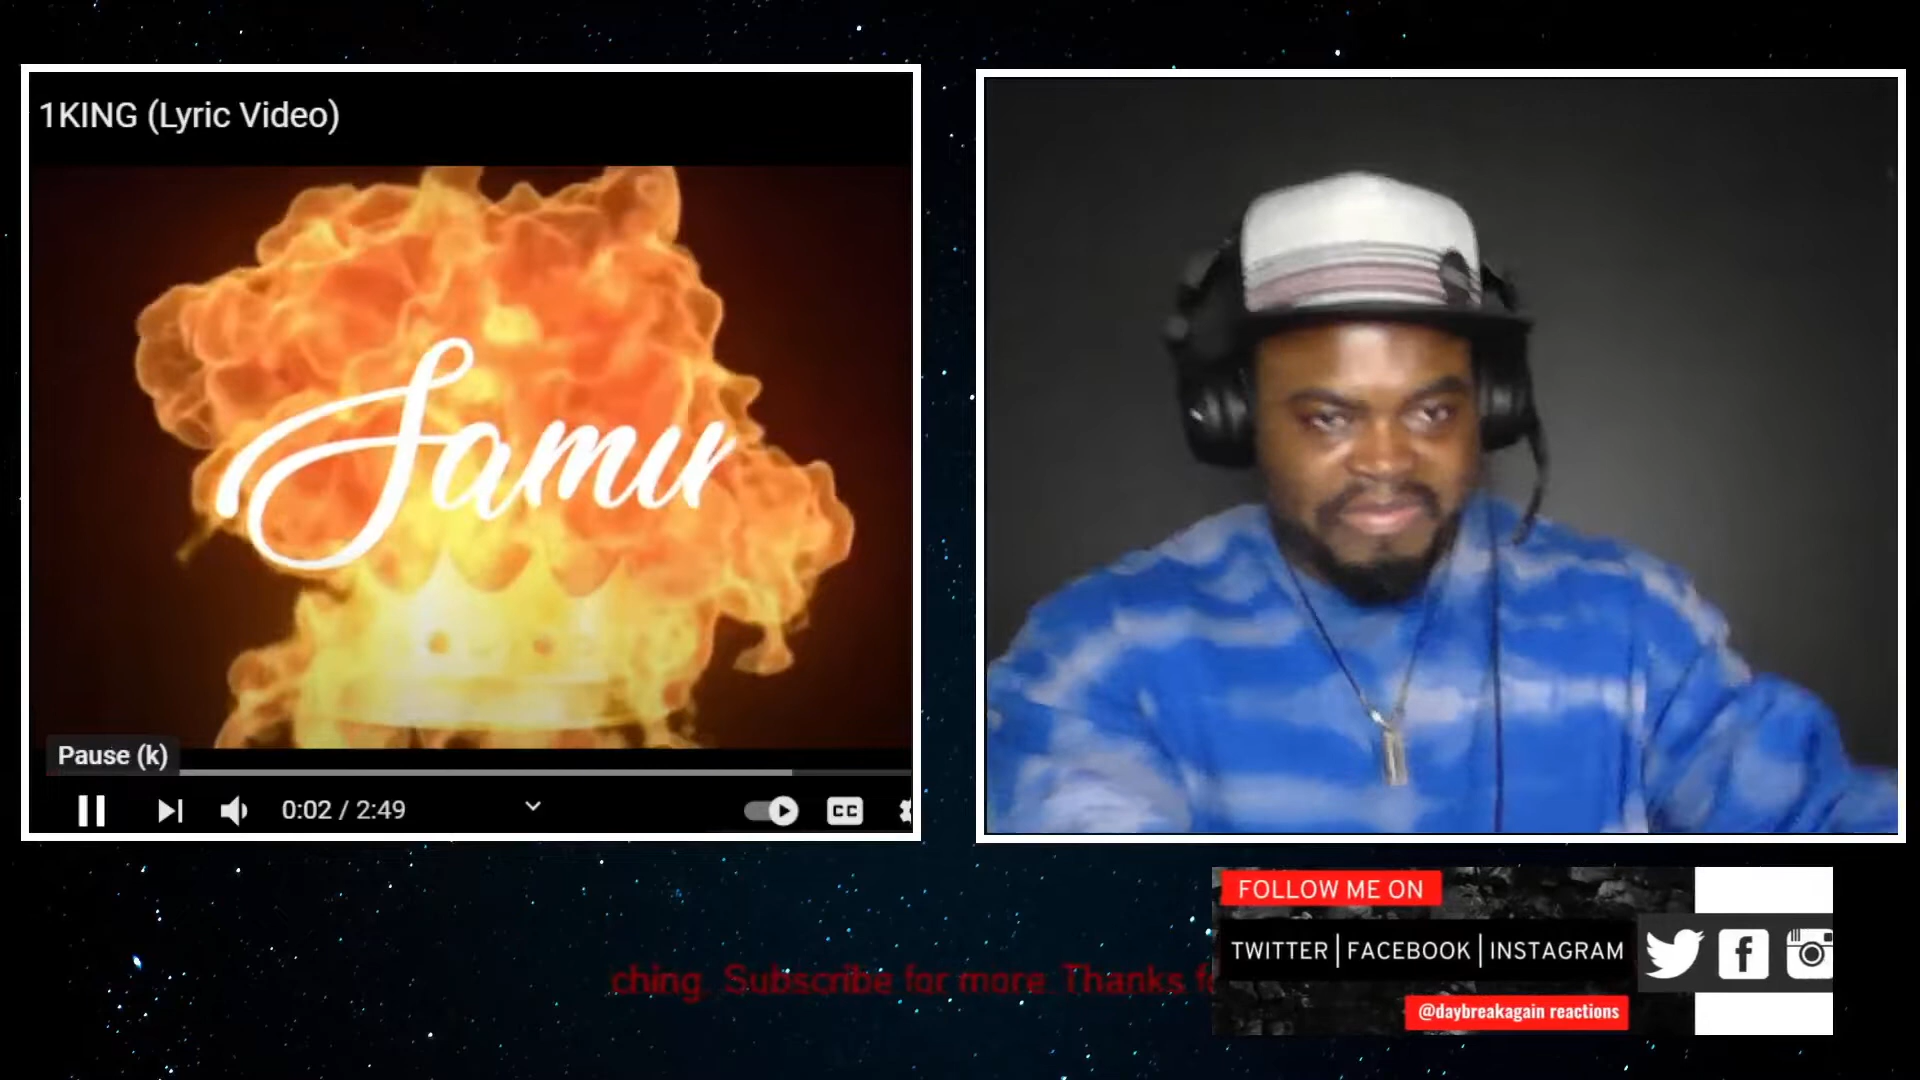 1KING (Lyric Video)
Samir
Pause (k)
0:02 / 2:49
CC
FOLLOW ME ON
TWITTER | FACEBOOK | INSTAGRAM
ching. Subscribe for more. Thanks f
@daybreakagain reactions